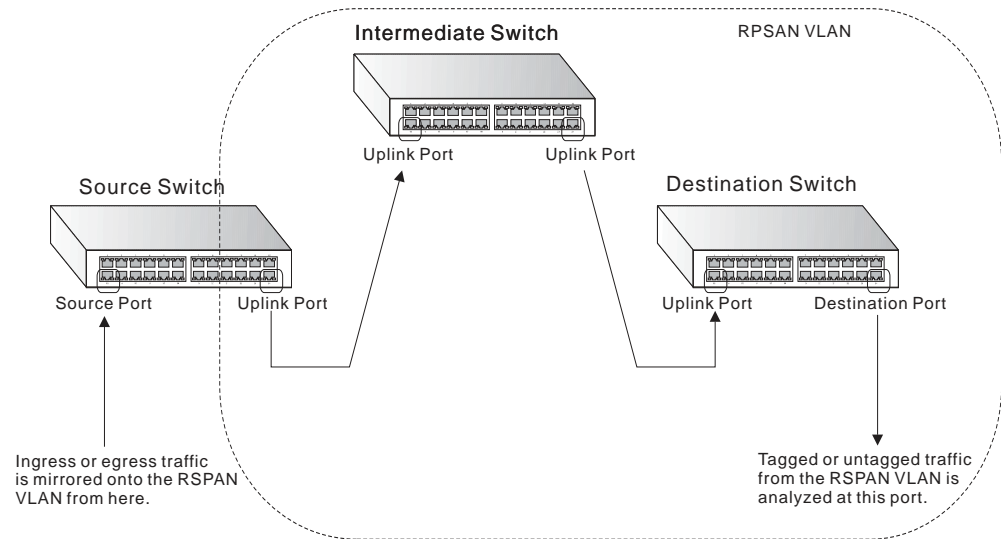 RPSAN VLAN
Intermediate Switch
Uplink Port
Uplink Port
Source Switch
Source Port
Uplink Port
Destination Switch
Uplink Port
Destination Port
Ingress or egress traffic
is mirrored onto the RSPAN
VLAN from here.
Tagged or untagged traffic
from the RSPAN VLAN is
analyzed at this port.